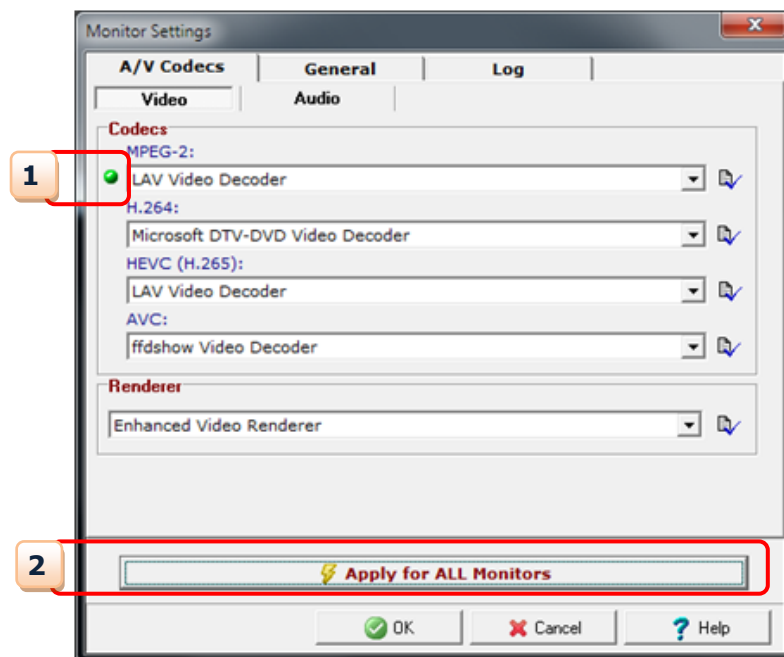 Monitor Settings
x
A/V Codecs General Log
Video Audio
Codecs
MPEG-2:
1
LAV Video Decoder
H.264:
Microsoft DTV-DVD Video Decoder
HEVC (H.265):
LAV Video Decoder
AVC:
ffdshow Video Decoder
Renderer
Enhanced Video Renderer
2
Apply for ALL Monitors
OK Cancel ? Help